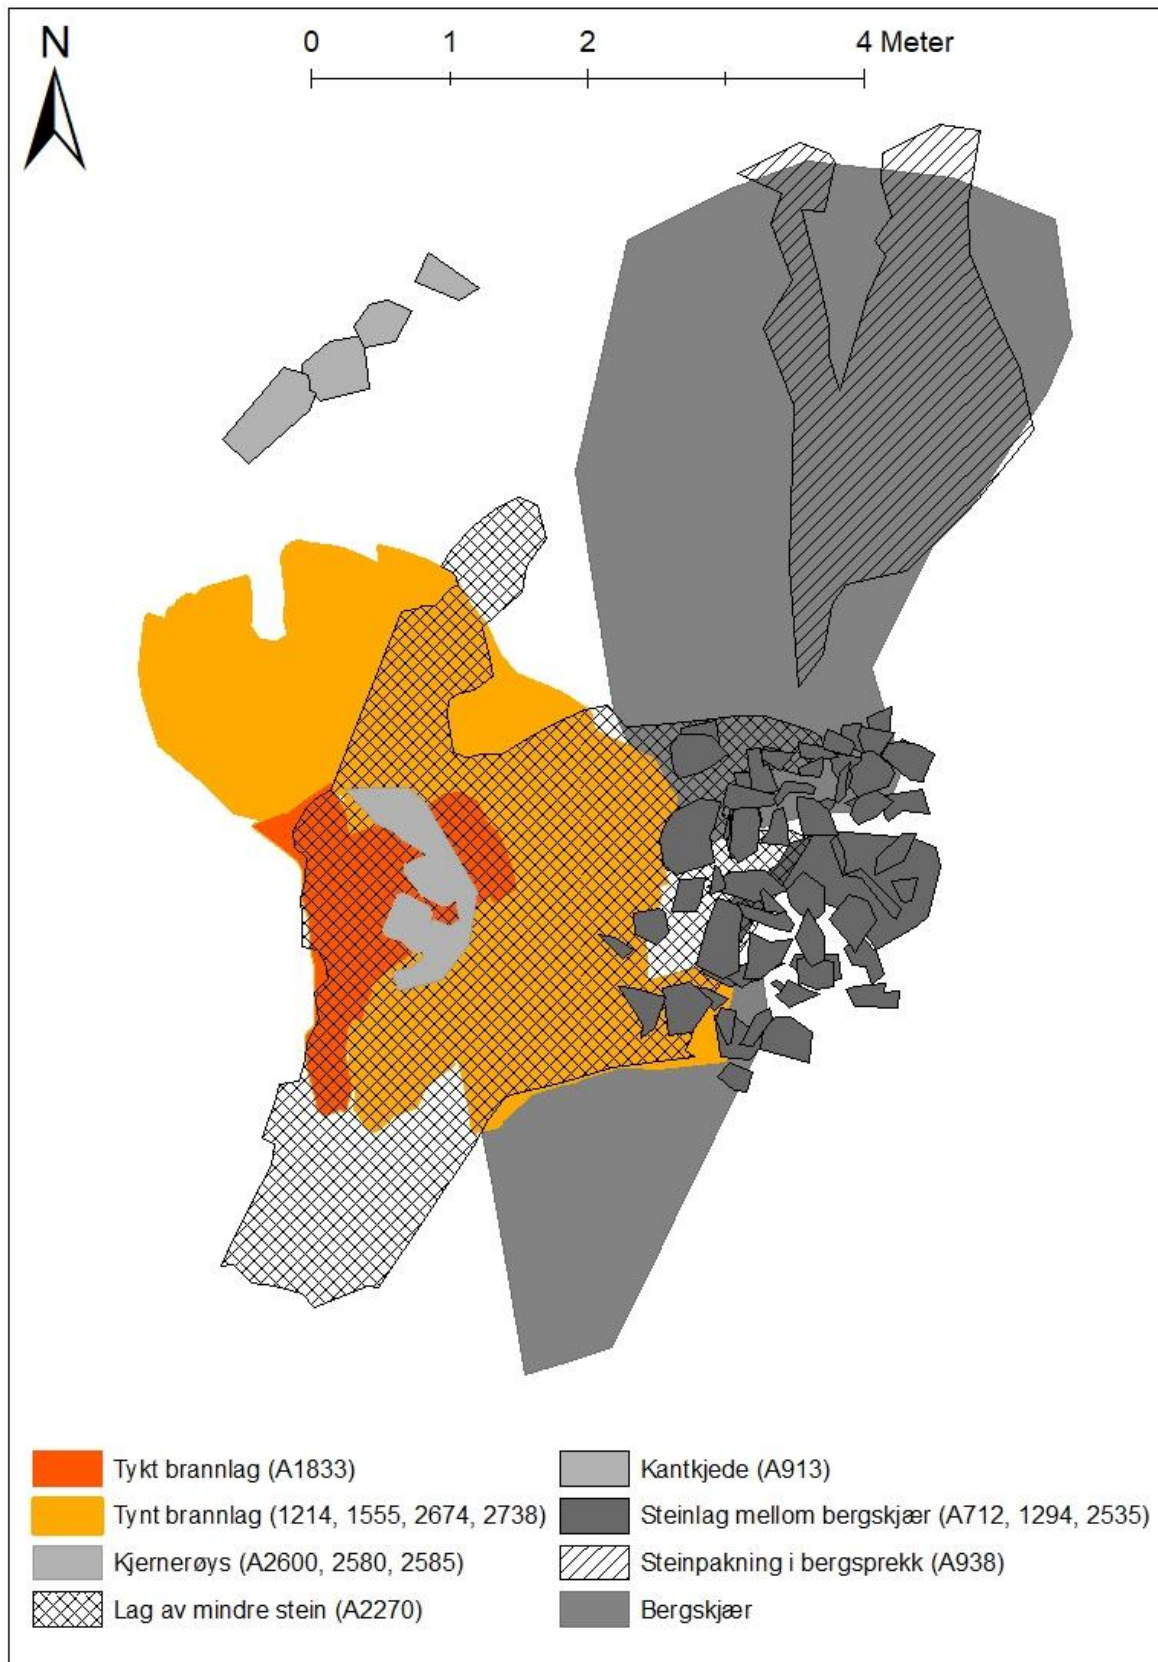 N
0 1 2 4 Meter
Tykt brannlag (A1833)
Tynt brannlag (1214, 1555, 2674, 2738)
Kjernerøys (A2600, 2580, 2585)
Lag av mindre stein (A2270)
Kantkjede (A913)
Steinlag mellom bergskjær (A712, 1294, 2535)
Steinpakning i bergsprekk (A938)
Bergskjær